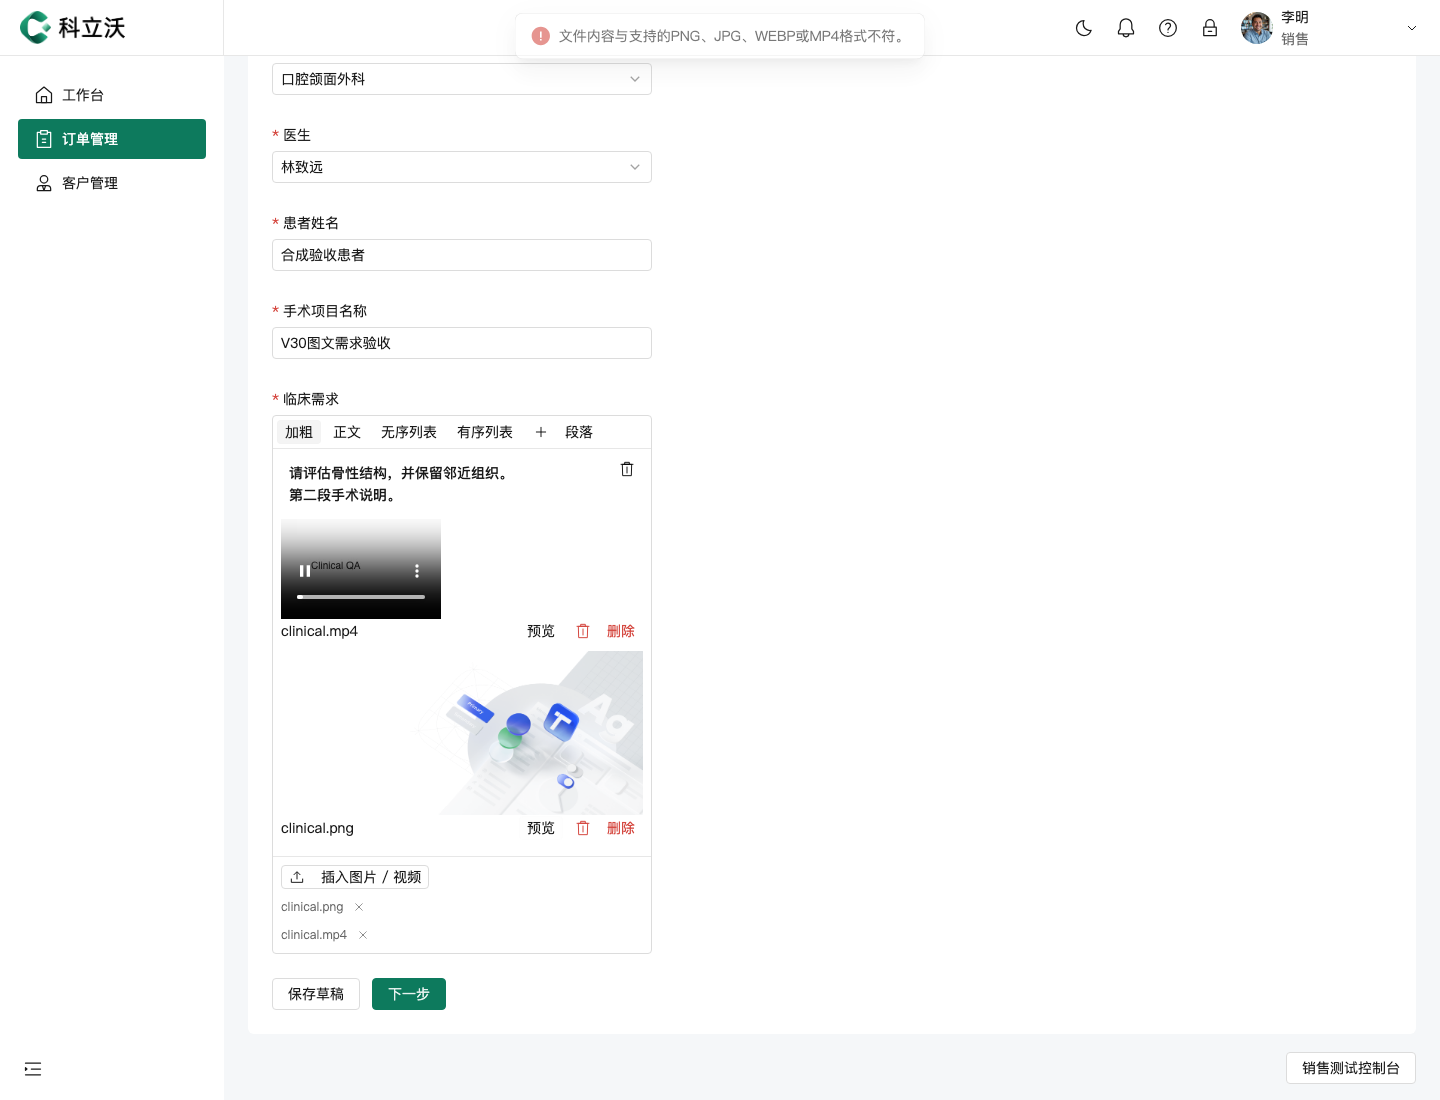 科立沃
文件内容与支持的PNG、JPG、WEBP或MP4格式不符。
李明
销售
工作台
订单管理
客户管理
口腔颌面外科
* 医生
林致远
* 患者姓名
合成验收患者
* 手术项目名称
V30图文需求验收
* 临床需求
加粗 正文 无序列表 有序列表 段落
请评估骨性结构，并保留邻近组织。
第二段手术说明。
Clinical QA
clinical.mp4 预览 删除
Ag
T
clinical.png 预览 删除
插入图片 / 视频
clinical.png
clinical.mp4
保存草稿 下一步
销售测试控制台